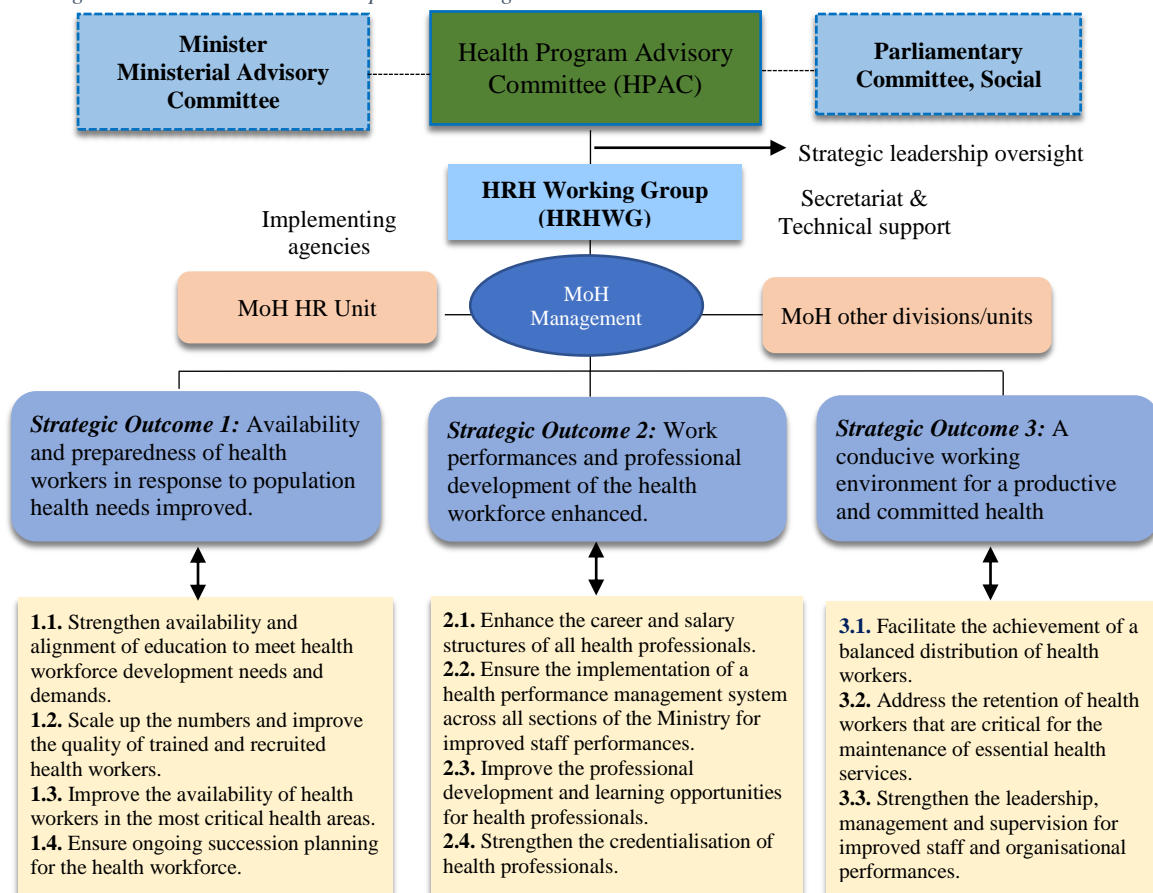 Minister
Ministerial Advisory
Committee
Health Program Advisory
Committee (HPAC)
Parliamentary
Committee, Social
Strategic leadership oversight
HRH Working Group
(HRHWG)
Secretariat &
Technical support
Implementing
agencies
MoH HR Unit
MoH
Management
MoH other divisions/units
Strategic Outcome 1: Availability
and preparedness of health
workers in response to population
health needs improved.
Strategic Outcome 2: Work
performances and professional
development of the health
workforce enhanced.
Strategic Outcome 3: A
conducive working
environment for a productive
and committed health
1.1. Strengthen availability and
alignment of education to meet health
workforce development needs and
demands.
1.2. Scale up the numbers and improve
the quality of trained and recruited
health workers.
1.3. Improve the availability of health
workers in the most critical health areas.
1.4. Ensure ongoing succession planning
for the health workforce.
2.1. Enhance the career and salary
structures of all health professionals.
2.2. Ensure the implementation of a
health performance management system
across all sections of the Ministry for
improved staff performances.
2.3. Improve the professional
development and learning opportunities
for health professionals.
2.4. Strengthen the credentialisation of
health professionals.
3.1. Facilitate the achievement of a
balanced distribution of health
workers.
3.2. Address the retention of health
workers that are critical for the
maintenance of essential health
services.
3.3. Strengthen the leadership,
management and supervision for
improved staff and organisational
performances.